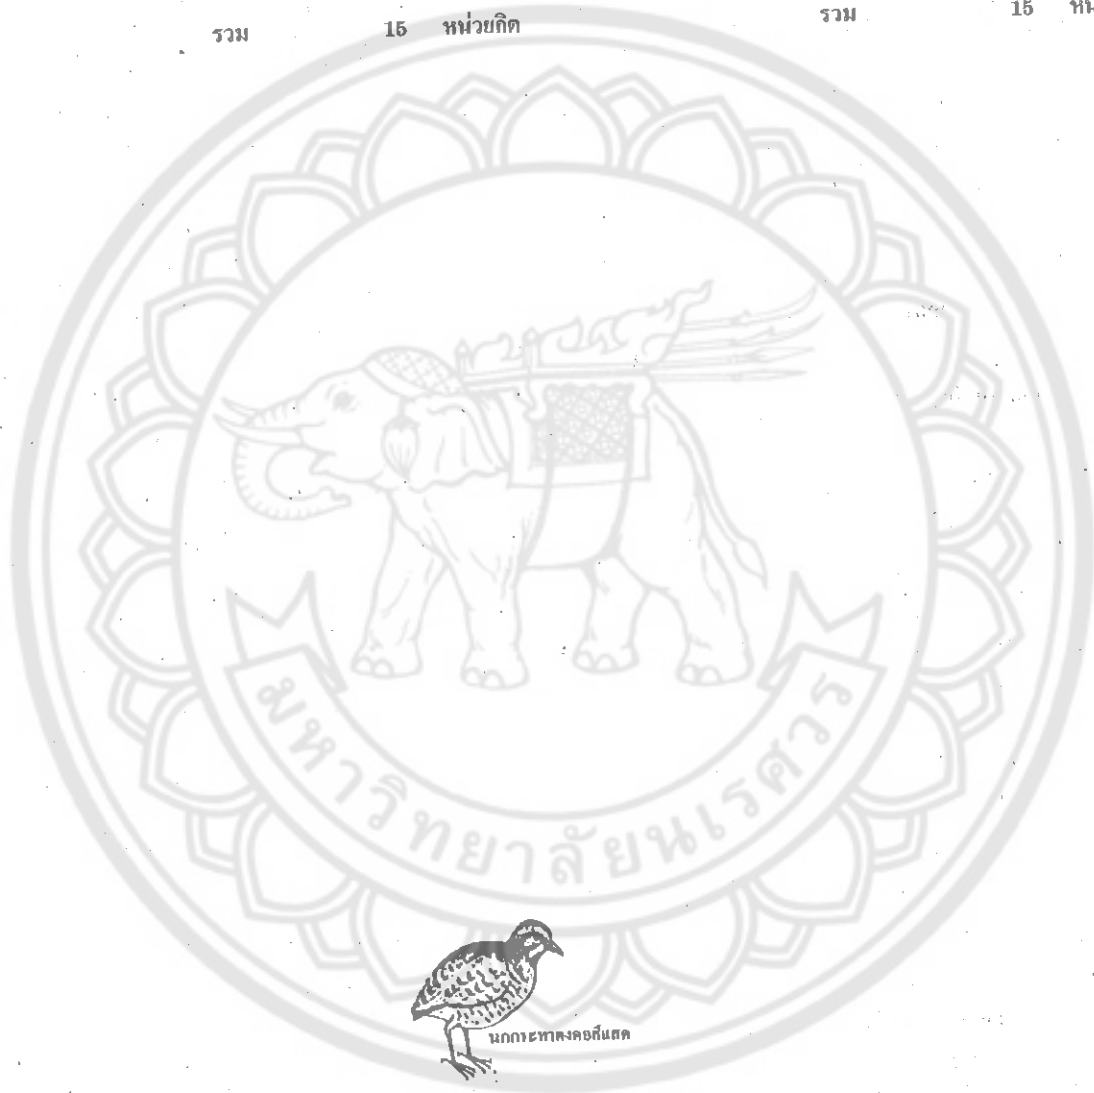 รวม 15 หน่วยกิต รวม 15 หน
มหาวิทยาลัยนเรศวร
นกกระทาดงคอสีแสด